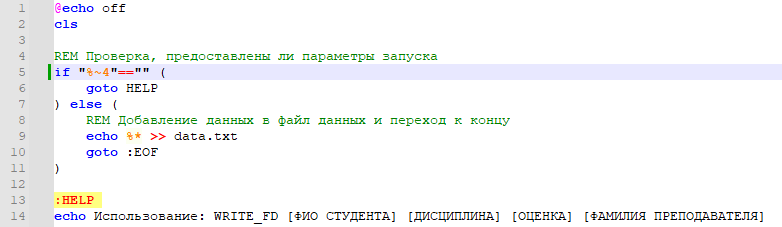 1 @echo off
2 cls
3
4 REM Проверка, предоставлены ли параметры запуска
5 if "%~4"=="" (
6 goto HELP
7 ) else (
8 REM Добавление данных в файл данных и переход к концу
9 echo %* >> data.txt
10 goto :EOF
11 )
12
13 :HELP
14 echo Использование: WRITE_FD [ФИО СТУДЕНТА] [ДИСЦИПЛИНА] [ОЦЕНКА] [ФАМИЛИЯ ПРЕПОДАВАТЕЛЯ]